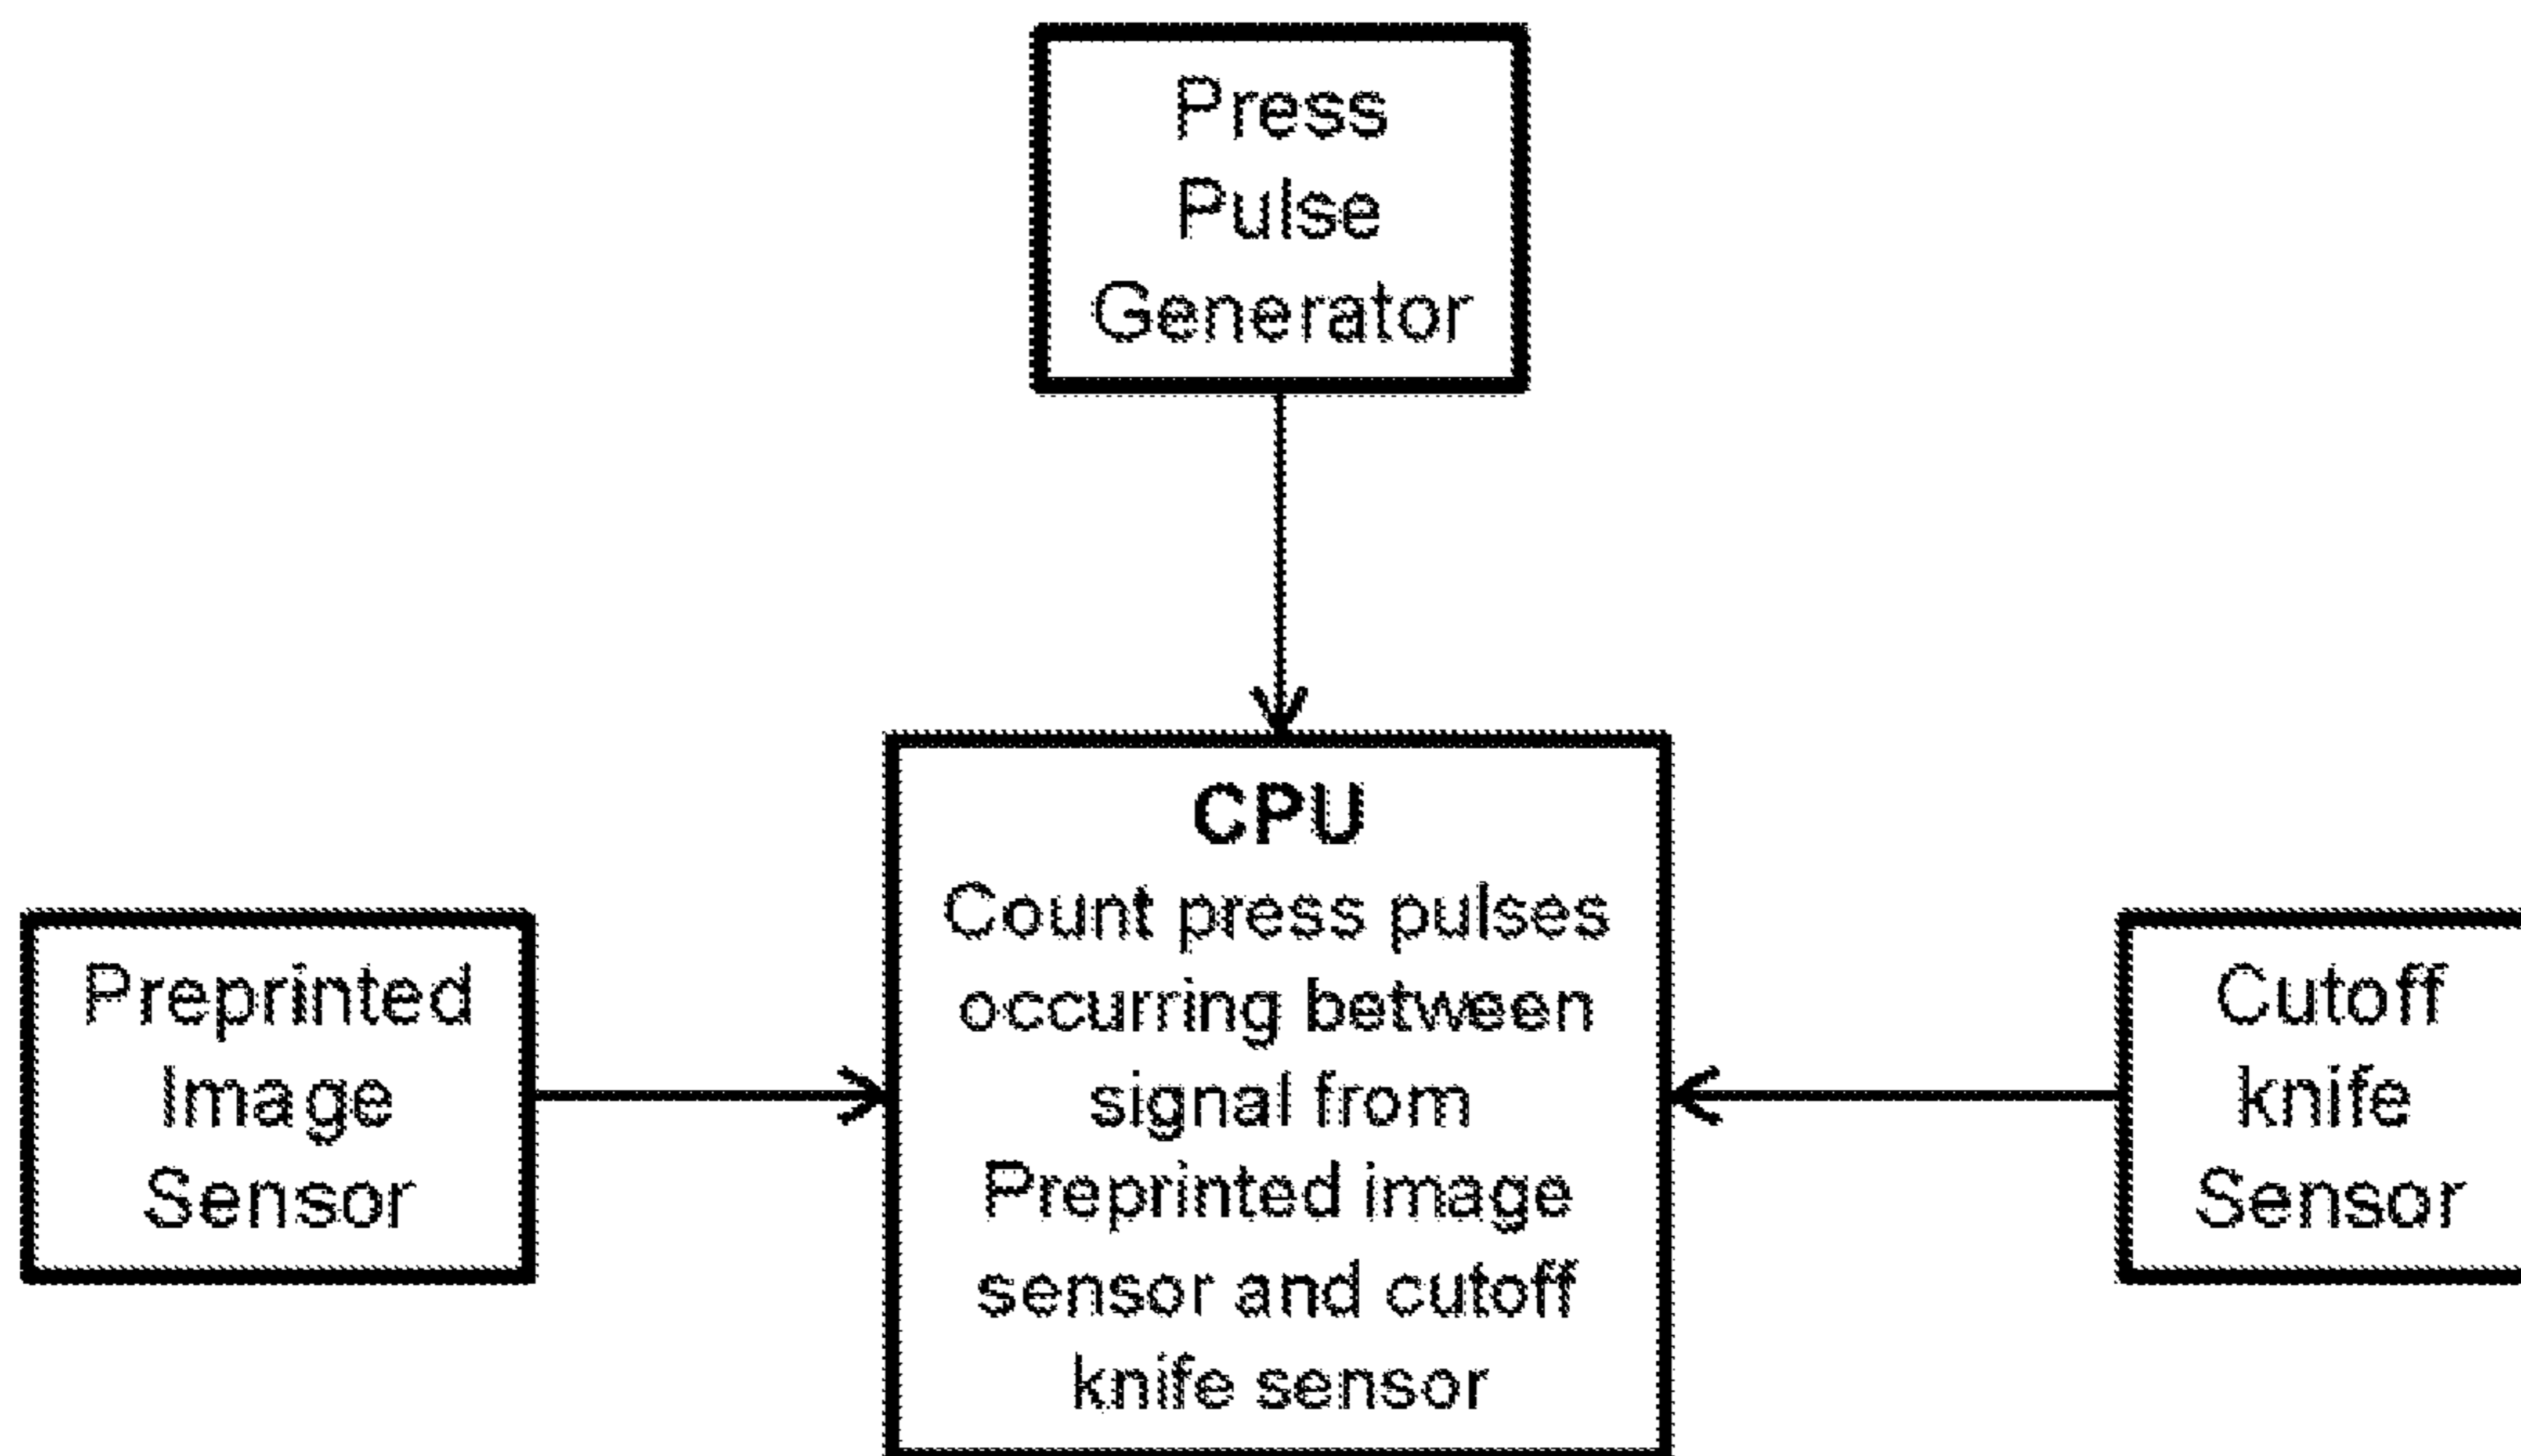 Press
Pulse
Generator
CPU
Count press pulses
occurring between
signal from
Preprinted image
sensor and cutoff
knife sensor
Preprinted
Image
Sensor
Cutoff
knife
Sensor